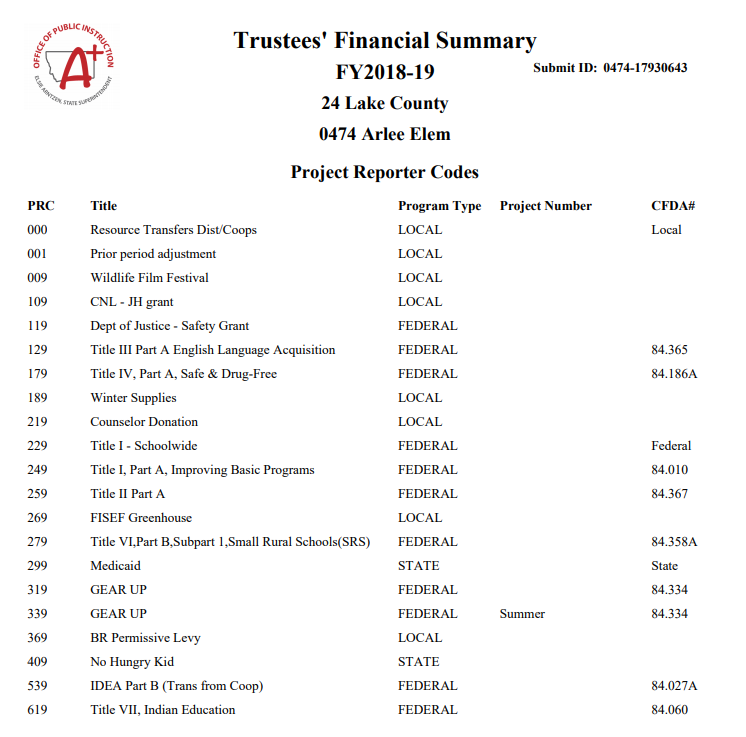 OFFICE OF PUBLIC INSTRUCTION
A+
ELSIE ARNTZEN, STATE SUPERINTENDENT
Trustees' Financial Summary
FY2018-19
Submit ID: 0474-17930643
24 Lake County
0474 Arlee Elem
Project Reporter Codes
PRC Title Program Type Project Number CFDA#
000 Resource Transfers Dist/Coops LOCAL Local
001 Prior period adjustment LOCAL
009 Wildlife Film Festival LOCAL
109 CNL - JH grant LOCAL
119 Dept of Justice - Safety Grant FEDERAL
129 Title III Part A English Language Acquisition FEDERAL 84.365
179 Title IV, Part A, Safe & Drug-Free FEDERAL 84.186A
189 Winter Supplies LOCAL
219 Counselor Donation LOCAL
229 Title I - Schoolwide FEDERAL Federal
249 Title I, Part A, Improving Basic Programs FEDERAL 84.010
259 Title II Part A FEDERAL 84.367
269 FISEF Greenhouse LOCAL
279 Title VI,Part B,Subpart 1,Small Rural Schools(SRS) FEDERAL 84.358A
299 Medicaid STATE State
319 GEAR UP FEDERAL 84.334
339 GEAR UP FEDERAL Summer 84.334
369 BR Permissive Levy LOCAL
409 No Hungry Kid STATE
539 IDEA Part B (Trans from Coop) FEDERAL 84.027A
619 Title VII, Indian Education FEDERAL 84.060